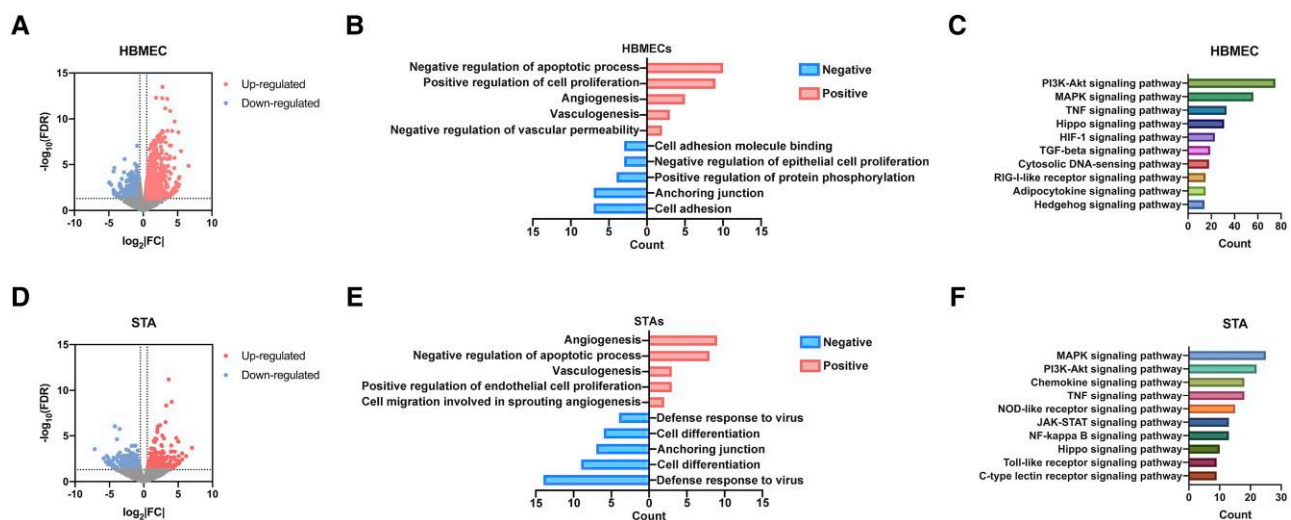 A
HBMEC
15
10
5
0
-10
-5
0
5
10
-log10(FDR)
log2|FC|
Up-regulated
Down-regulated
B
HBMECs
Negative regulation of apoptotic process
Positive regulation of cell proliferation
Angiogenesis
Vasculogenesis
Negative regulation of vascular permeability
Cell adhesion molecule binding
Negative regulation of epithelial cell proliferation
Positive regulation of protein phosphorylation
Anchoring junction
Cell adhesion
15
10
5
0
5
10
15
Count
Negative
Positive
C
HBMEC
PI3K-Akt signaling pathway
MAPK signaling pathway
TNF signaling pathway
Hippo signaling pathway
HIF-1 signaling pathway
TGF-beta signaling pathway
Cytosolic DNA-sensing pathway
RIG-I-like receptor signaling pathway
Adipocytokine signaling pathway
Hedgehog signaling pathway
0
20
40
60
80
Count
D
STA
15
10
5
0
-10
-5
0
5
10
-log10(FDR)
log2|FC|
Up-regulated
Down-regulated
E
STAs
Angiogenesis
Negative regulation of apoptotic process
Vasculogenesis
Positive regulation of endothelial cell proliferation
Cell migration involved in sprouting angiogenesis
Defense response to virus
Cell differentiation
Anchoring junction
Cell differentiation
Defense response to virus
15
10
5
0
5
10
15
Count
Negative
Positive
F
STA
MAPK signaling pathway
PI3K-Akt signaling pathway
Chemokine signaling pathway
TNF signaling pathway
NOD-like receptor signaling pathway
JAK-STAT signaling pathway
NF-kappa B signaling pathway
Hippo signaling pathway
Toll-like receptor signaling pathway
C-type lectin receptor signaling pathway
0
10
20
30
Count